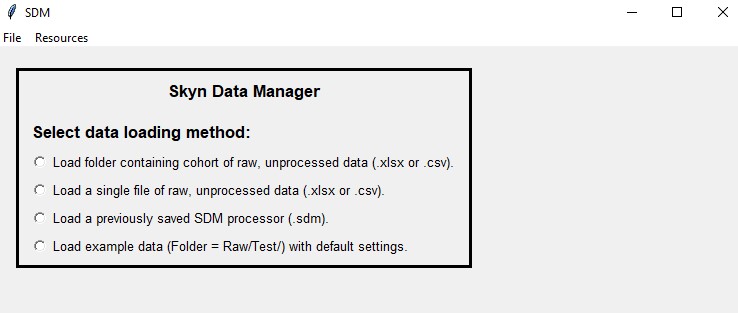 SDM
File Resources
Skyn Data Manager
Select data loading method:
Load folder containing cohort of raw, unprocessed data (.xlsx or .csv).
Load a single file of raw, unprocessed data (.xlsx or .csv).
Load a previously saved SDM processor (.sdm).
Load example data (Folder = Raw/Test/) with default settings.